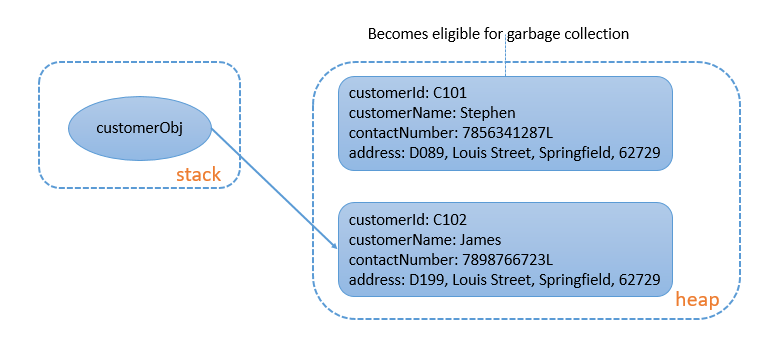 Becomes eligible for garbage collection
customerObj
stack
customerId: C101
customerName: Stephen
contactNumber: 7856341287L
address: D089, Louis Street, Springfield, 62729
customerId: C102
customerName: James
contactNumber: 7898766723L
address: D199, Louis Street, Springfield, 62729
heap